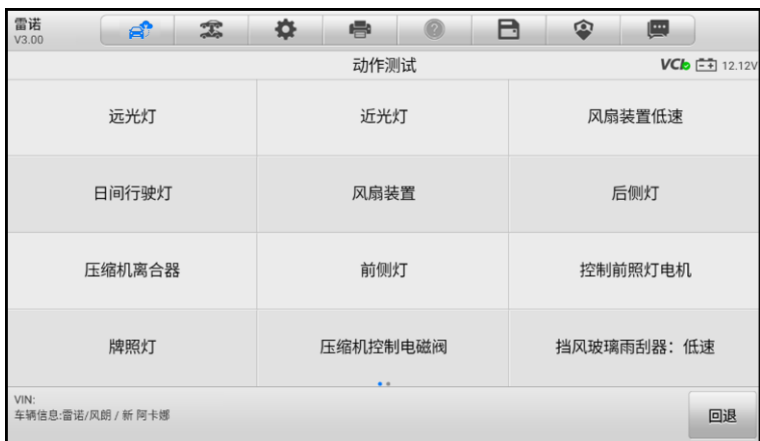 雷诺
V3.00
动作测试
VCI 12.12V
远光灯 近光灯 风扇装置低速
日间行驶灯 风扇装置 后侧灯
压缩机离合器 前侧灯 控制前照灯电机
牌照灯 压缩机控制电磁阀 挡风玻璃雨刮器：低速
VIN:
车辆信息:雷诺/风朗 / 新 阿卡娜
回退